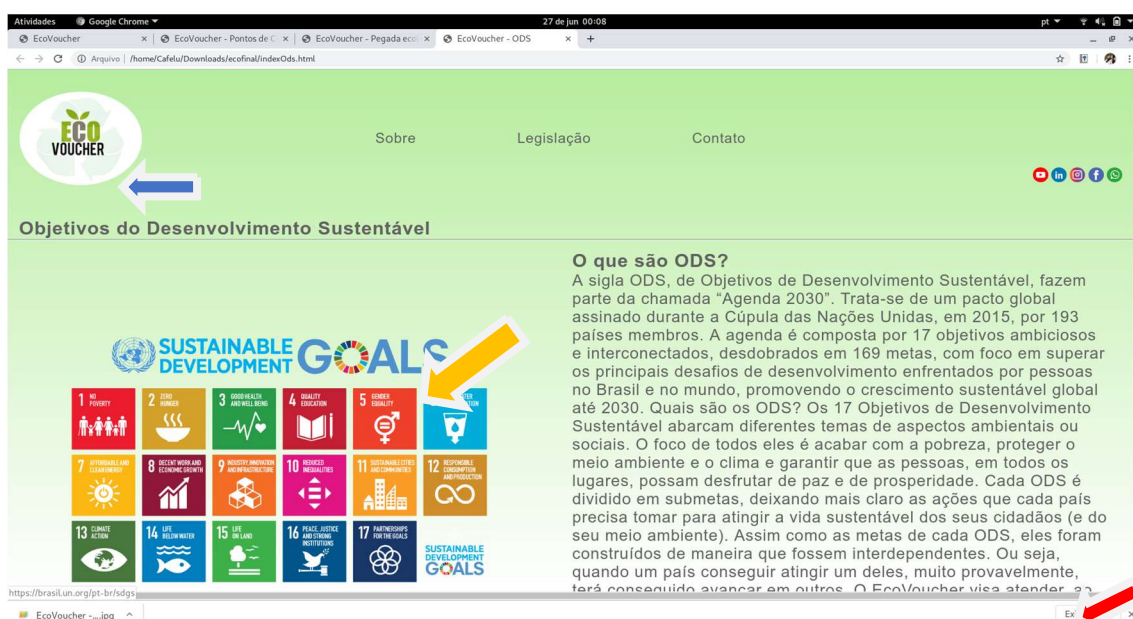 Atividades Google Chrome 27 de jun 00:08 pt
EcoVoucher EcoVoucher - Pontos de C EcoVoucher - Pegada eco EcoVoucher - ODS
Arquivo /home/Cafelu/Downloads/ecofinal/indexOds.html
ECO
VOUCHER
Sobre Legislação Contato
Objetivos do Desenvolvimento Sustentável
O que são ODS?
A sigla ODS, de Objetivos de Desenvolvimento Sustentável, fazem
parte da chamada “Agenda 2030”. Trata-se de um pacto global
assinado durante a Cúpula das Nações Unidas, em 2015, por 193
países membros. A agenda é composta por 17 objetivos ambiciosos
e interconectados, desdobrados em 169 metas, com foco em superar
os principais desafios de desenvolvimento enfrentados por pessoas
no Brasil e no mundo, promovendo o crescimento sustentável global
até 2030. Quais são os ODS? Os 17 Objetivos de Desenvolvimento
Sustentável abarcam diferentes temas de aspectos ambientais ou
sociais. O foco de todos eles é acabar com a pobreza, proteger o
meio ambiente e o clima e garantir que as pessoas, em todos os
lugares, possam desfrutar de paz e de prosperidade. Cada ODS é
dividido em submetas, deixando mais claro as ações que cada país
precisa tomar para atingir a vida sustentável dos seus cidadãos (e do
seu meio ambiente). Assim como as metas de cada ODS, eles foram
construídos de maneira que fossem interdependentes. Ou seja,
quando um país conseguir atingir um deles, muito provavelmente,
terá conseguido avançar em outros. O EcoVoucher visa atender, ao
SUSTAINABLE
DEVELOPMENT GOALS
1 NO
POVERTY
2 ZERO
HUNGER
3 GOOD HEALTH
AND WELL-BEING
4 QUALITY
EDUCATION
5 GENDER
EQUALITY
7 AFFORDABLE AND
CLEAN ENERGY
8 DECENT WORK AND
ECONOMIC GROWTH
9 INDUSTRY, INNOVATION
AND INFRASTRUCTURE
10 REDUCED
INEQUALITIES
11 SUSTAINABLE CITIES
AND COMMUNITIES
12 RESPONSIBLE
CONSUMPTION
AND PRODUCTION
13 CLIMATE
ACTION
14 LIFE
BELOW WATER
15 LIFE
ON LAND
16 PEACE, JUSTICE
AND STRONG
INSTITUTIONS
17 PARTNERSHIPS
FOR THE GOALS
SUSTAINABLE
DEVELOPMENT
GOALS
https://brasil.un.org/pt-br/sdgs
EcoVoucher -....jpg